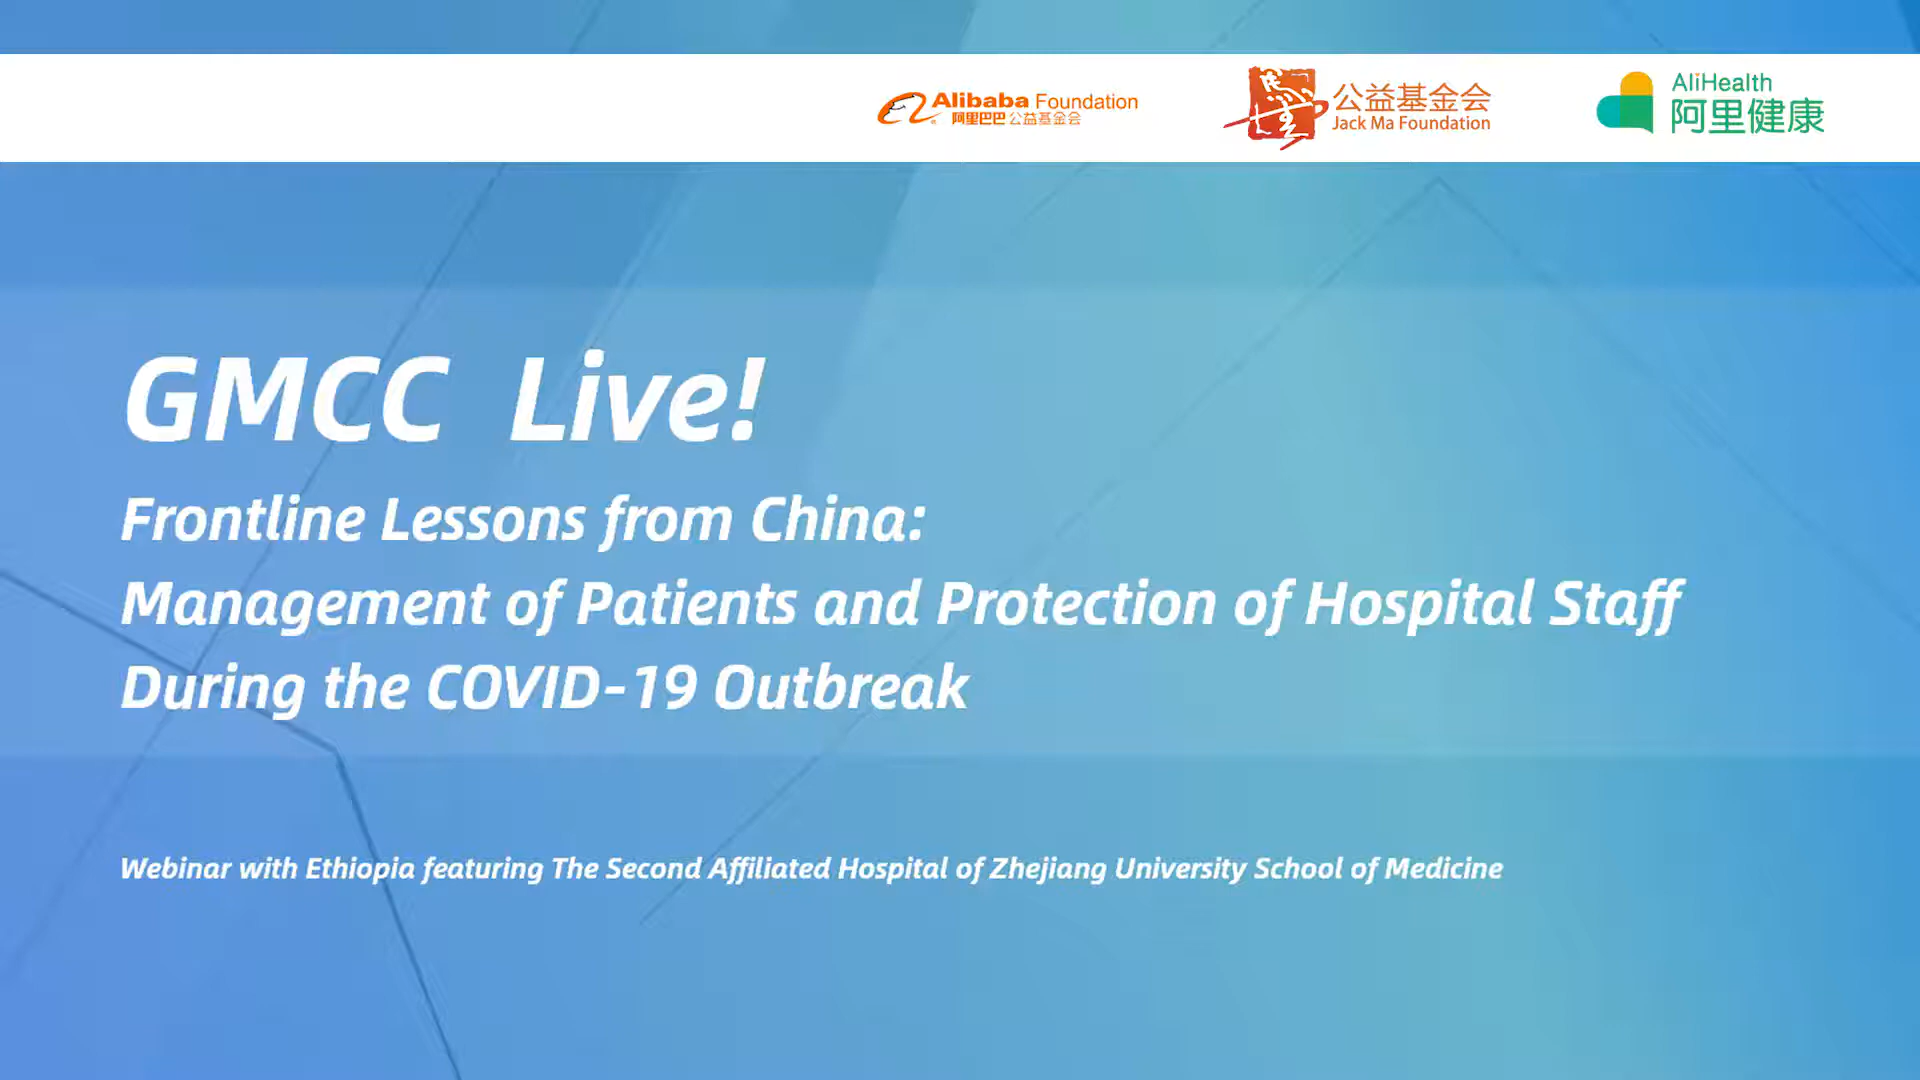 Alibaba Foundation
阿里巴巴公益基金会
公益基金会
Jack Ma Foundation
AliHealth
阿里健康
GMCC Live!
Frontline Lessons from China:
Management of Patients and Protection of Hospital Staff
During the COVID-19 Outbreak
Webinar with Ethiopia featuring The Second Affiliated Hospital of Zhejiang University School of Medicine